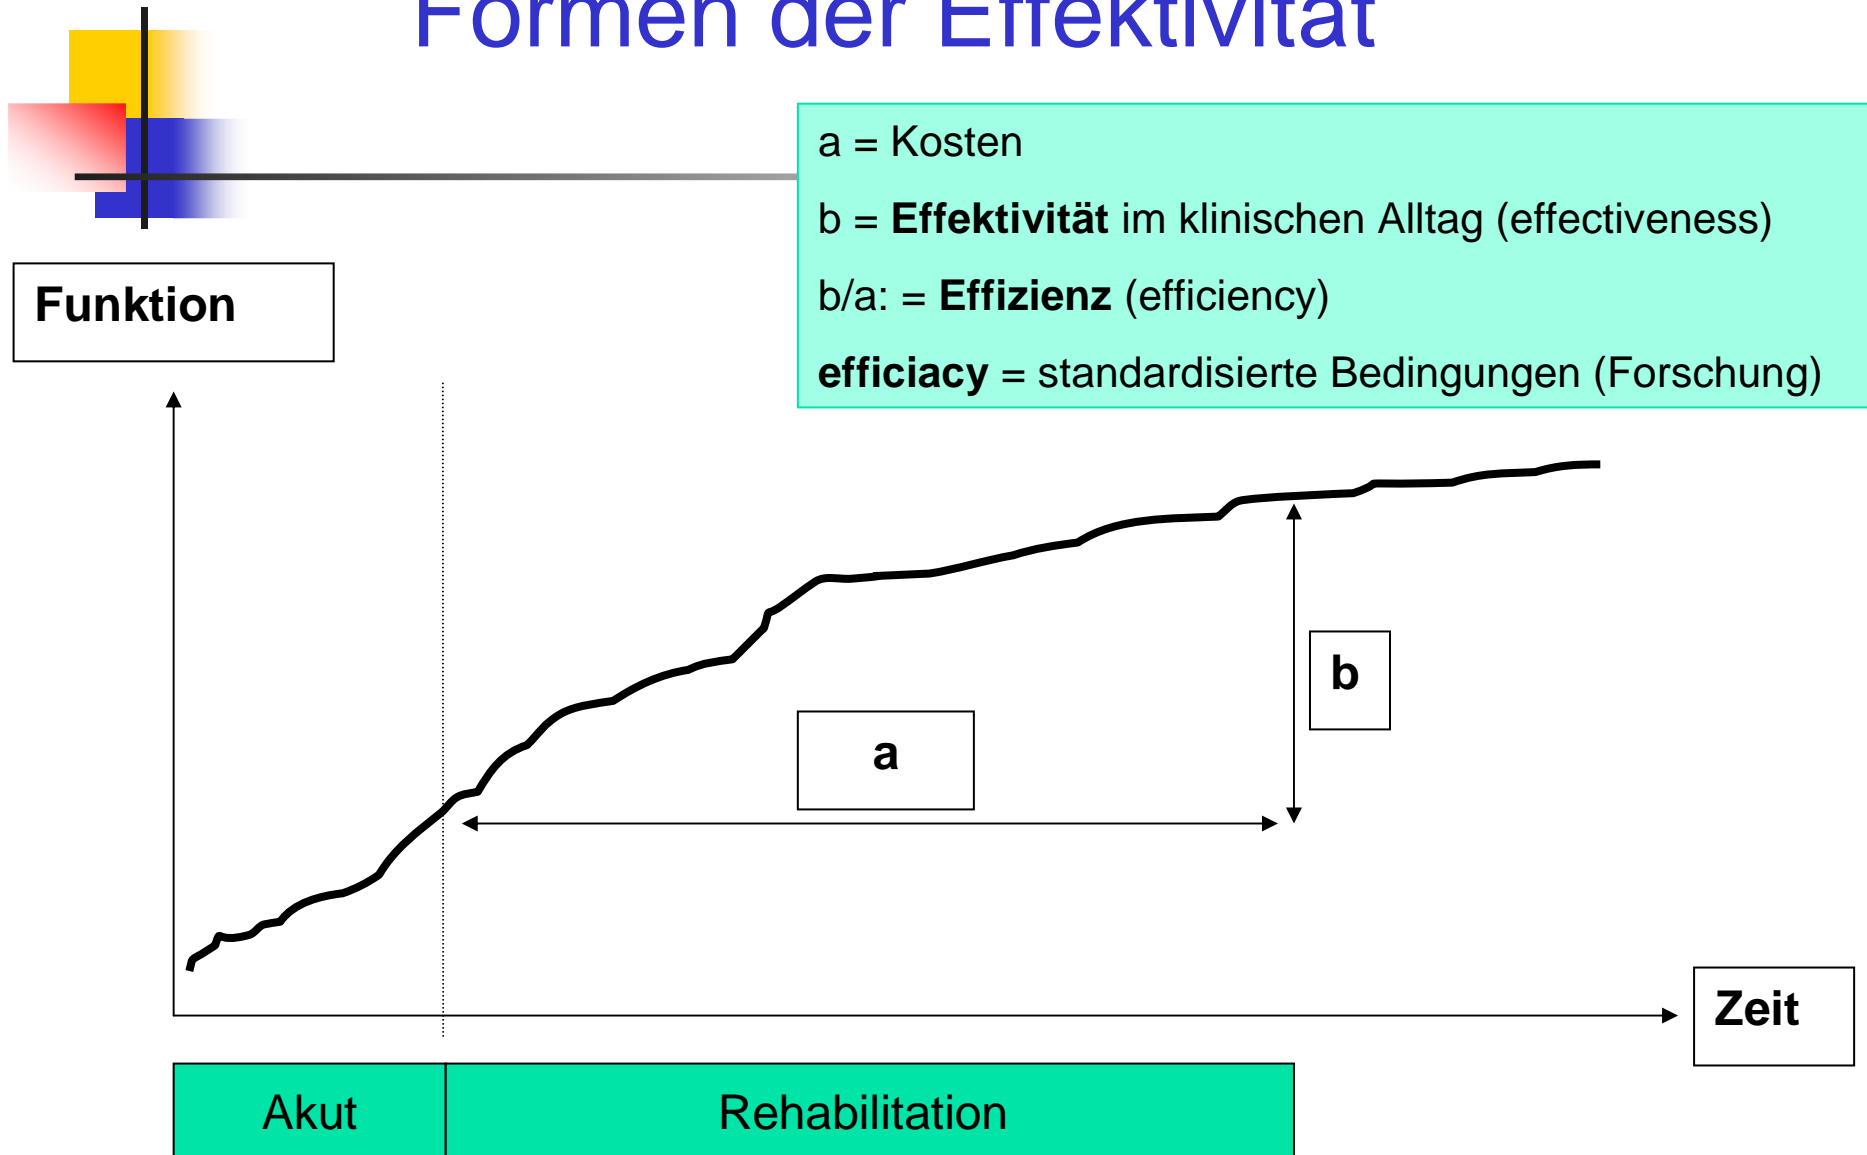 Formen der Effektivität
a = Kosten
b = Effektivität im klinischen Alltag (effectiveness)
b/a: = Effizienz (efficiency)
efficiacy = standardisierte Bedingungen (Forschung)
Funktion
b
a
Zeit
Akut
Rehabilitation